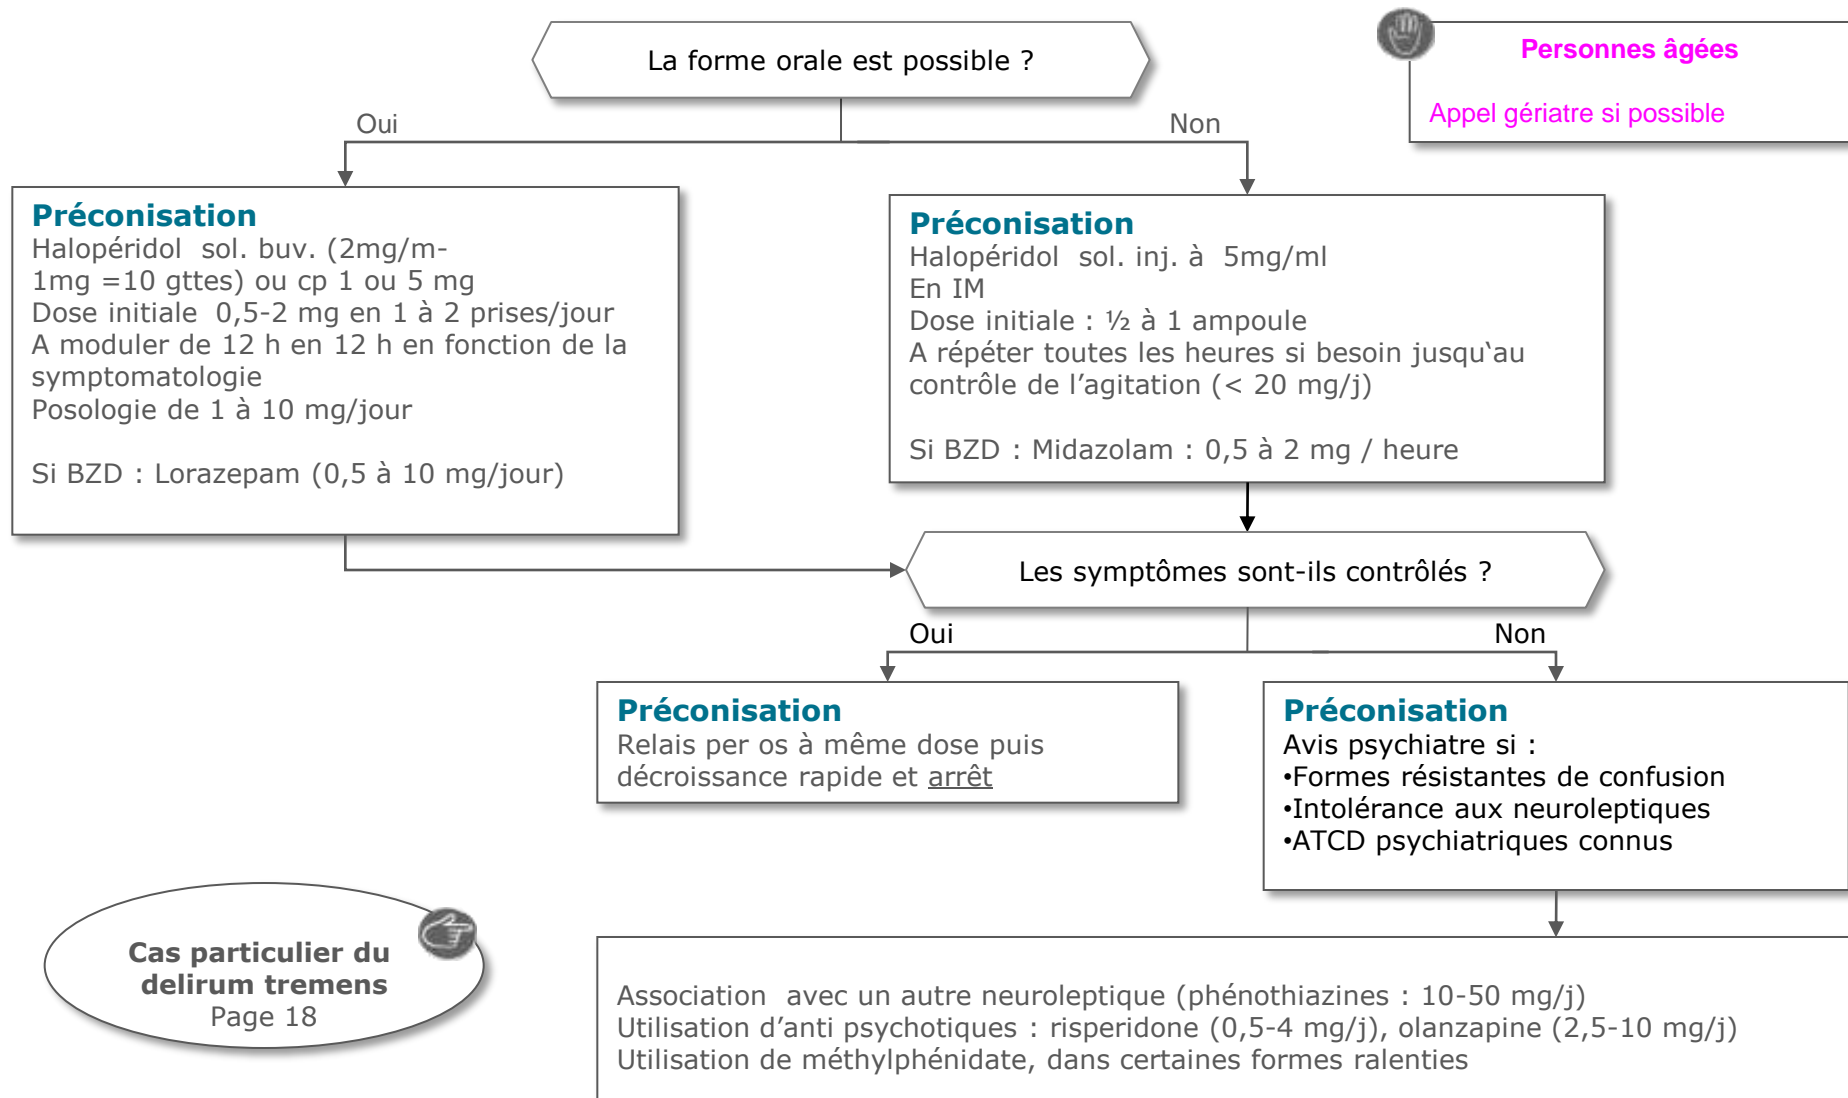 La forme orale est possible ?
Personnes âgées
Appel gériatre si possible
Oui
Non
Préconisation
Halopéridol  sol. buv. (2mg/m-
1mg =10 gttes) ou cp 1 ou 5 mg
Dose initiale  0,5-2 mg en 1 à 2 prises/jour
A moduler de 12 h en 12 h en fonction de la
symptomatologie
Posologie de 1 à 10 mg/jour
Si BZD : Lorazepam (0,5 à 10 mg/jour)
Préconisation
Halopéridol  sol. inj. à  5mg/ml
En IM
Dose initiale : ½ à 1 ampoule
A répéter toutes les heures si besoin jusqu‘au
contrôle de l’agitation (< 20 mg/j)
Si BZD : Midazolam : 0,5 à 2 mg / heure
Les symptômes sont-ils contrôlés ?
Oui
Non
Préconisation
Relais per os à même dose puis
décroissance rapide et arrêt
Préconisation
Avis psychiatre si :
•Formes résistantes de confusion
•Intolérance aux neuroleptiques
•ATCD psychiatriques connus
Cas particulier du
delirum tremens
Page 18
Association  avec un autre neuroleptique (phénothiazines : 10-50 mg/j)
Utilisation d’anti psychotiques : risperidone (0,5-4 mg/j), olanzapine (2,5-10 mg/j)
Utilisation de méthylphénidate, dans certaines formes ralenties